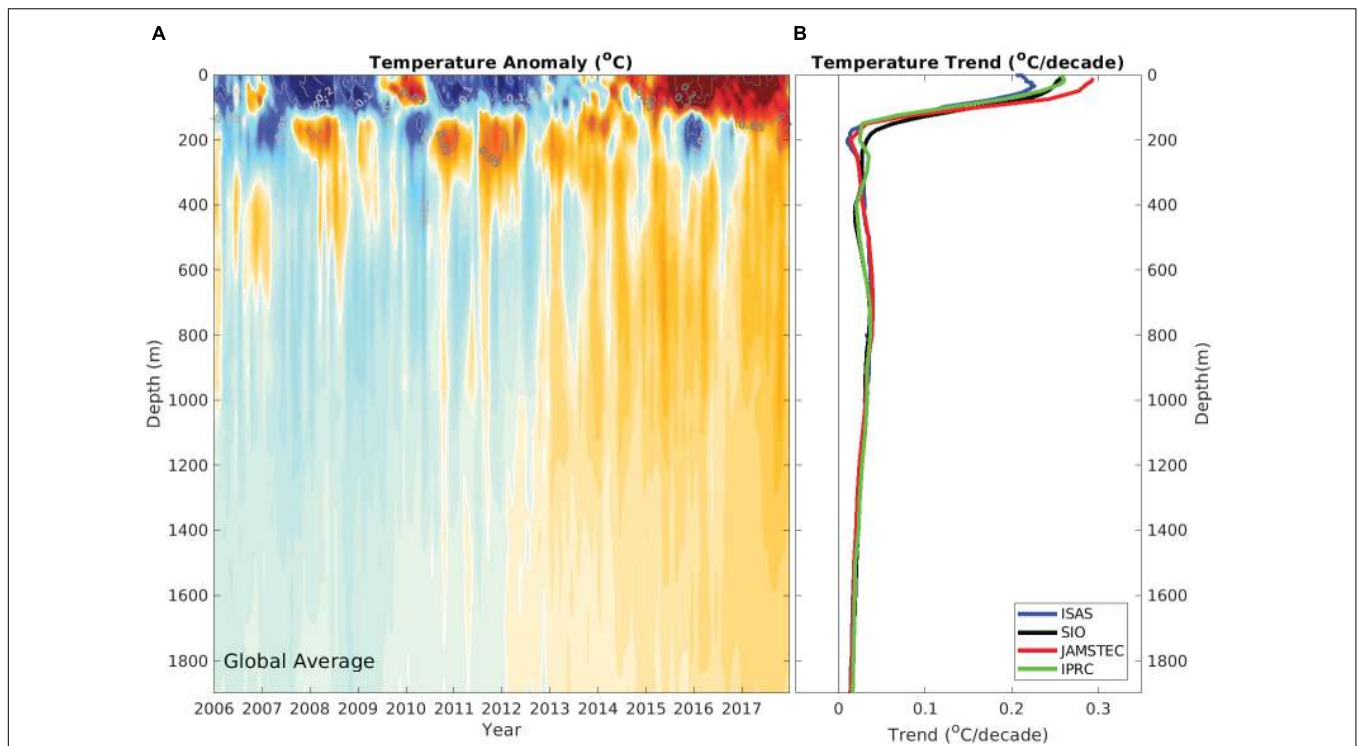 A
B
Temperature Anomaly (°C)
Temperature Trend (°C/decade)
0
200
400
600
800
1000
1200
1400
1600
1800
Depth (m)
Global Average
2006 2007 2008 2009 2010 2011 2012 2013 2014 2015 2016 2017
Year
0
200
400
600
800
1000
1200
1400
1600
1800
Depth(m)
ISAS
SIO
JAMSTEC
IPRC
0 0.1 0.2 0.3
Trend (°C/decade)